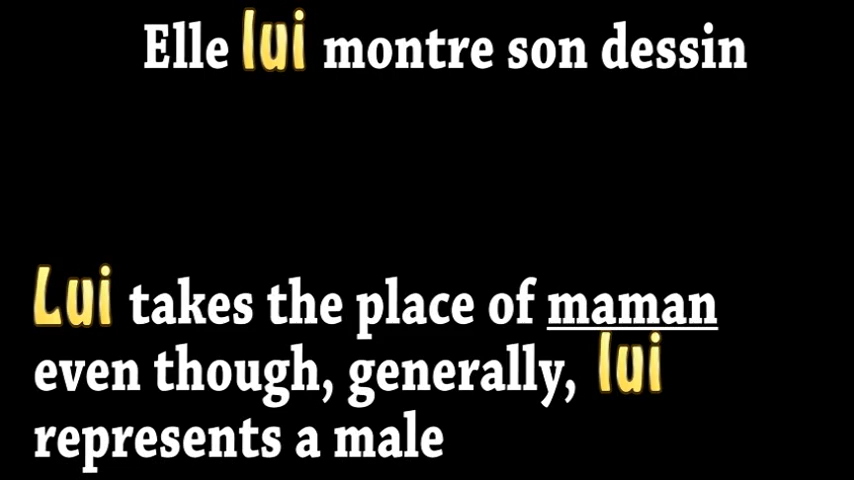 Elle lui montre son dessin
Lui takes the place of maman
even though, generally, lui
represents a male